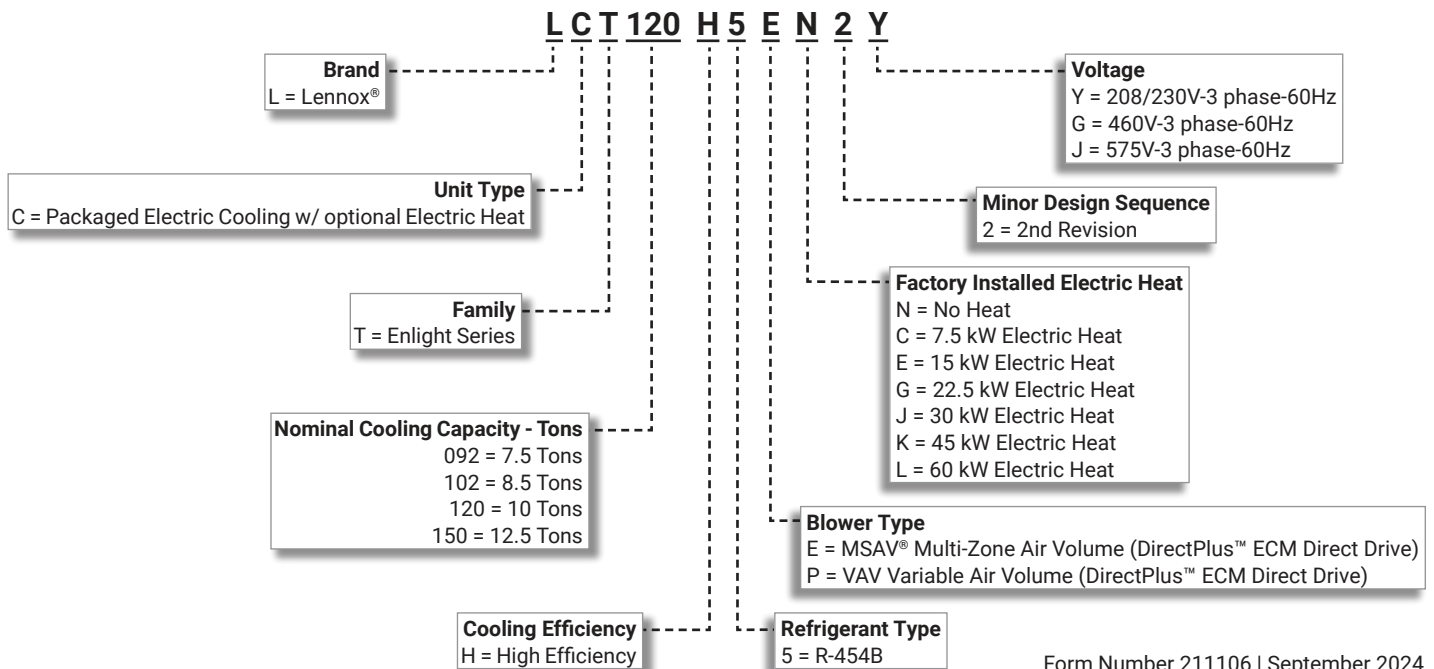 L C T 120 H 5 E N 2 Y
Brand
L = Lennox®
Voltage
Y = 208/230V-3 phase-60Hz
G = 460V-3 phase-60Hz
J = 575V-3 phase-60Hz
Unit Type
C = Packaged Electric Cooling w/ optional Electric Heat
Minor Design Sequence
2 = 2nd Revision
Family
T = Enlight Series
Factory Installed Electric Heat
N = No Heat
C = 7.5 kW Electric Heat
E = 15 kW Electric Heat
G = 22.5 kW Electric Heat
J = 30 kW Electric Heat
K = 45 kW Electric Heat
L = 60 kW Electric Heat
Nominal Cooling Capacity - Tons
092 = 7.5 Tons
102 = 8.5 Tons
120 = 10 Tons
150 = 12.5 Tons
Blower Type
E = MSAV® Multi-Zone Air Volume (DirectPlus™ ECM Direct Drive)
P = VAV Variable Air Volume (DirectPlus™ ECM Direct Drive)
Cooling Efficiency
H = High Efficiency
Refrigerant Type
5 = R-454B
Form Number 211106 | September 2024